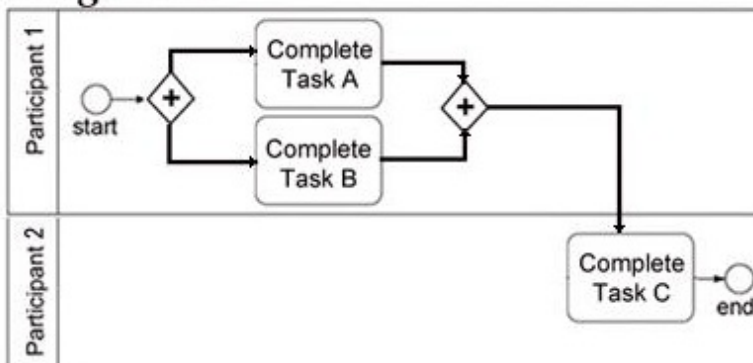 Participant 1
start
+
Complete
Task A
Complete
Task B
+
Participant 2
Complete
Task C
end